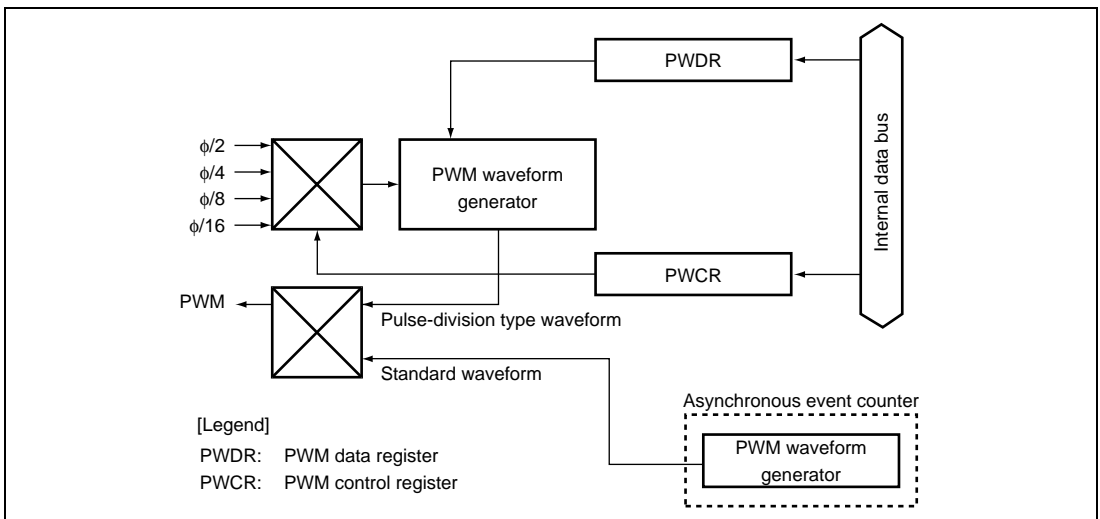 PWDR
φ/2
φ/4
φ/8
φ/16
PWM waveform
generator
Internal data bus
PWCR
PWM
Pulse-division type waveform
Standard waveform
Asynchronous event counter
PWM waveform
generator
[Legend]
PWDR: PWM data register
PWCR: PWM control register